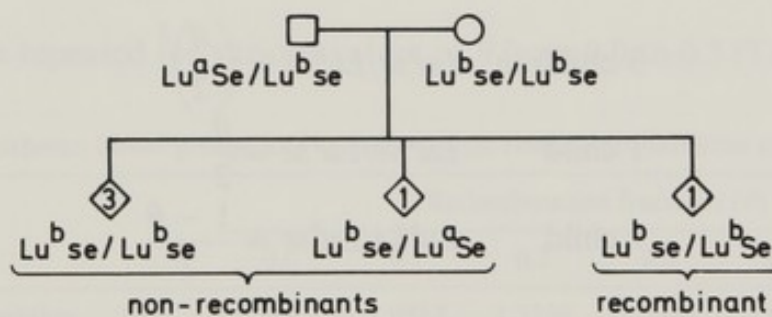 LuᵃSe/Luᵇse Luᵇse/Luᵇse
3 1 1
Luᵇse/Luᵇse Luᵇse/LuᵃSe Luᵇse/LuᵇSe
non-recombinants recombinant